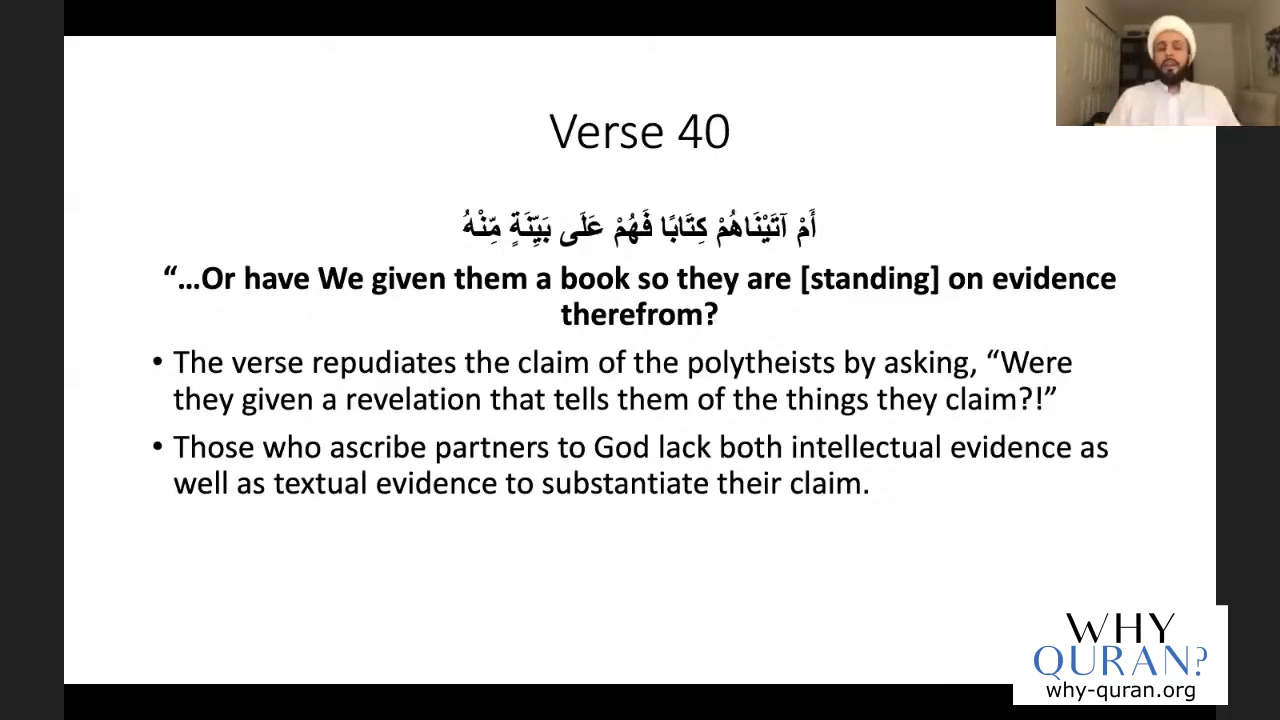 Verse 40
أَمْ آتَيْنَاهُمْ كِتَابًا فَهُمْ عَلَى بَيِّنَةٍ مِّنْهُ
“...Or have We given them a book so they are [standing] on evidence
therefrom?
• The verse repudiates the claim of the polytheists by asking, “Were
they given a revelation that tells them of the things they claim?!”
• Those who ascribe partners to God lack both intellectual evidence as
well as textual evidence to substantiate their claim.
WHY
QURAN?
why-quran.org